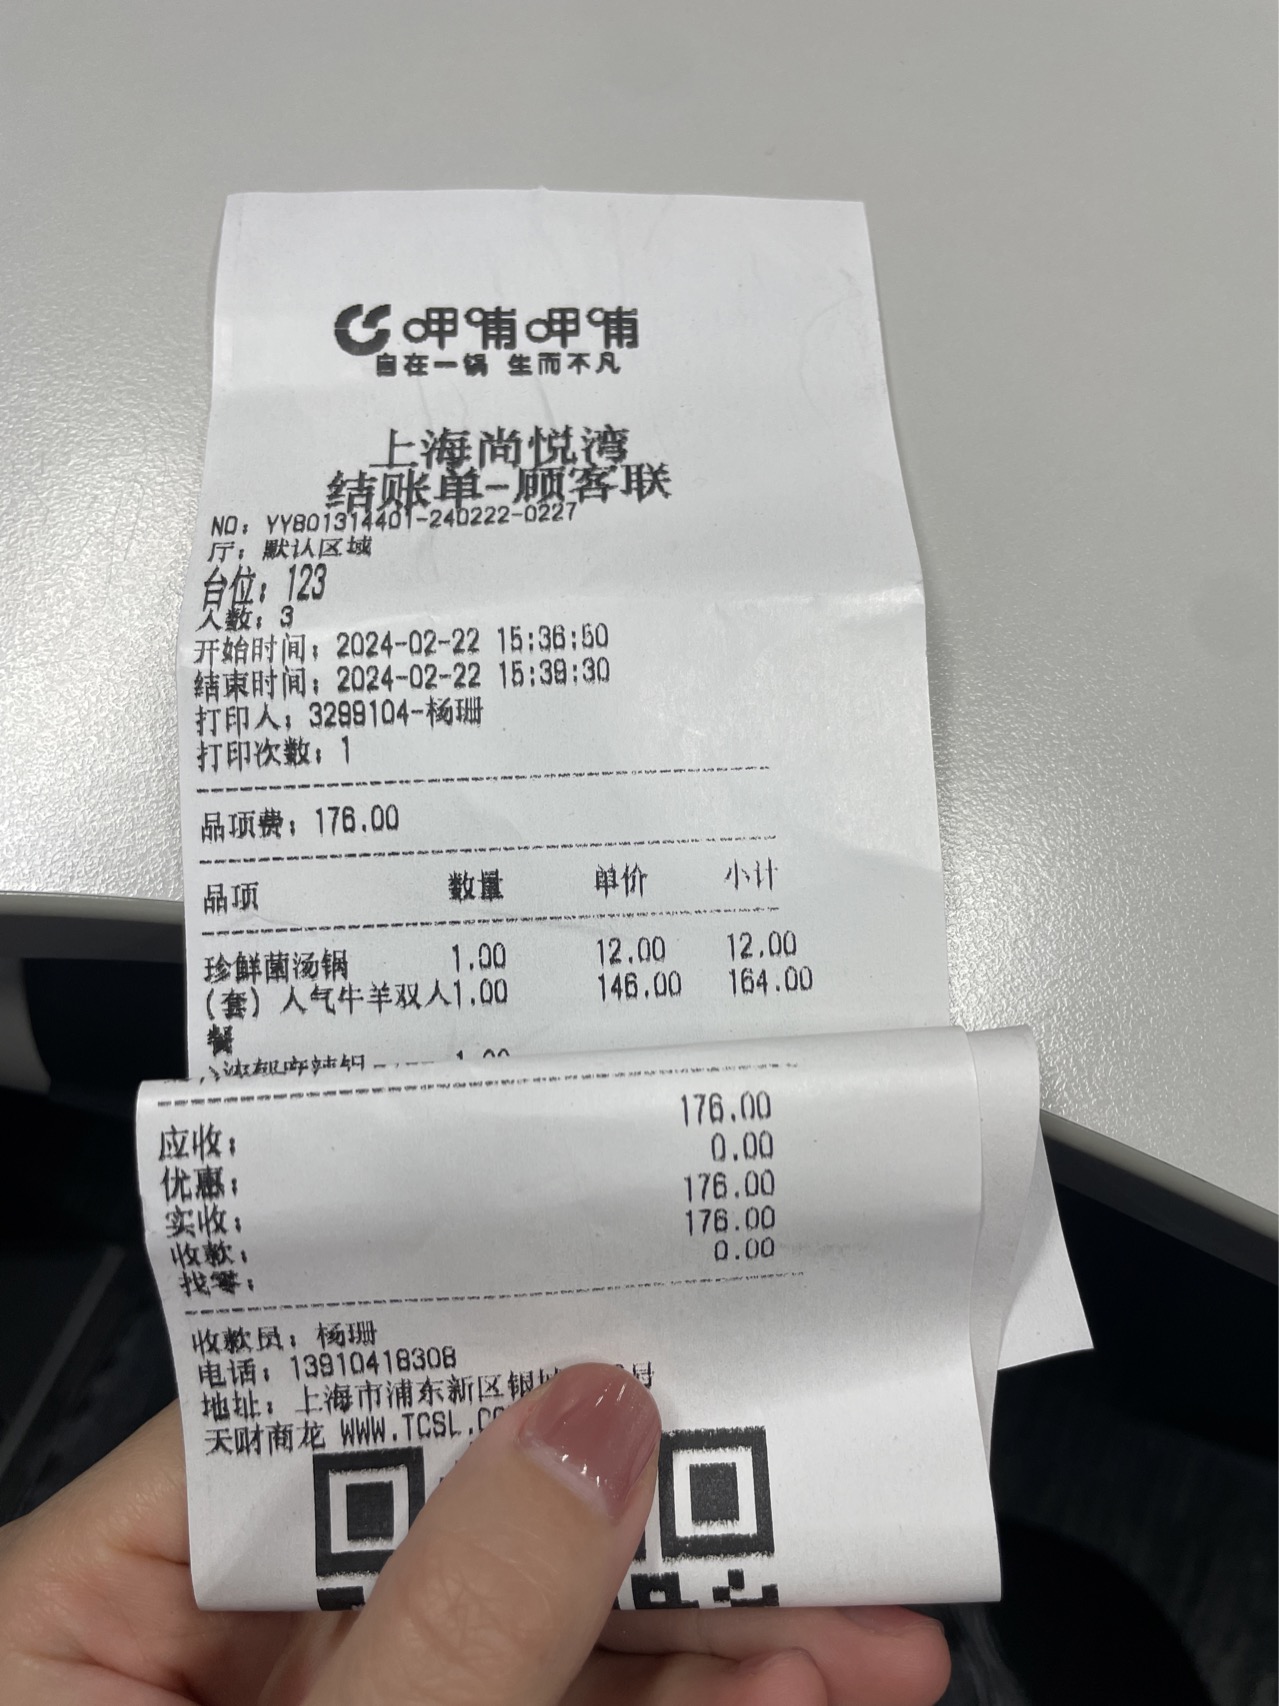 呷哺呷哺
自在一锅 生而不凡
上海尚悦湾
结账单-顾客联
NO: YY801314401-240222-0227
厅: 默认区域
台位: 123
人数: 3
开始时间: 2024-02-22 15:36:50
结束时间: 2024-02-22 15:39:30
打印人: 3299104-杨珊
打印次数: 1
品项费: 176.00
品项 数量 单价 小计
珍鲜菌汤锅 1.00 12.00 12.00
(套) 人气牛羊双人 1.00 146.00 164.00
餐
麻辣锅 1.00
应收: 176.00
优惠: 0.00
实收: 176.00
收款: 176.00
找零: 0.00
收款员: 杨珊
电话: 13910418308
地址: 上海市浦东新区银 号
天财商龙 WWW.TCSL.C